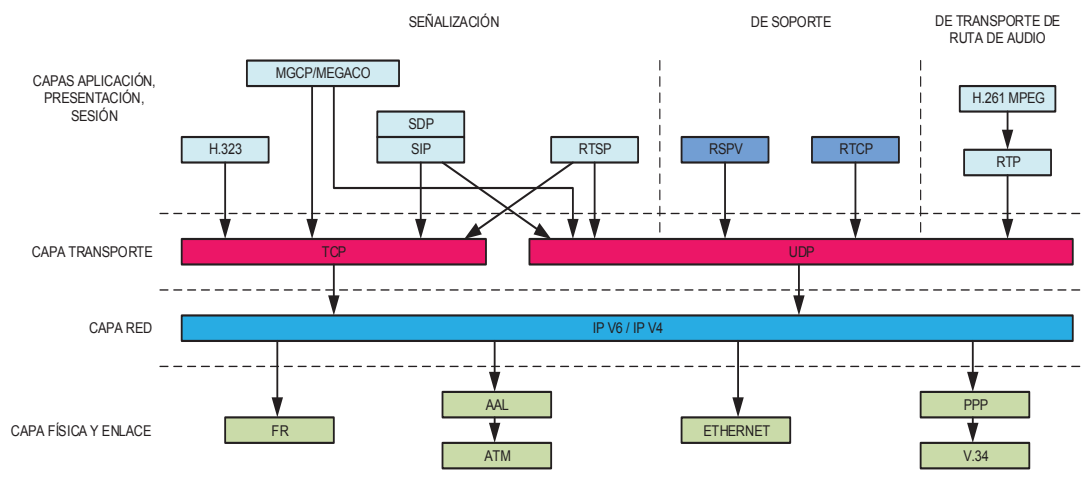 SEÑALIZACIÓN
DE SOPORTE
DE TRANSPORTE DE
RUTA DE AUDIO
CAPAS APLICACIÓN,
PRESENTACIÓN,
SESIÓN
MGCP/MEGACO
H.261 MPEG
SDP
H.323
SIP
RTSP
RSPV
RTCP
RTP
CAPA TRANSPORTE
TCP
UDP
CAPA RED
IP V6 / IP V4
CAPA FÍSICA Y ENLACE
FR
AAL
ATM
ETHERNET
PPP
V.34